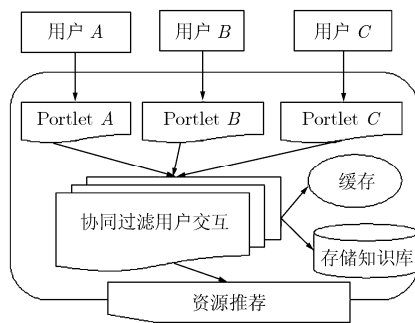 用户 A
用户 B
用户 C
Portlet A
Portlet B
Portlet C
协同过滤用户交互
缓存
存储知识库
资源推荐